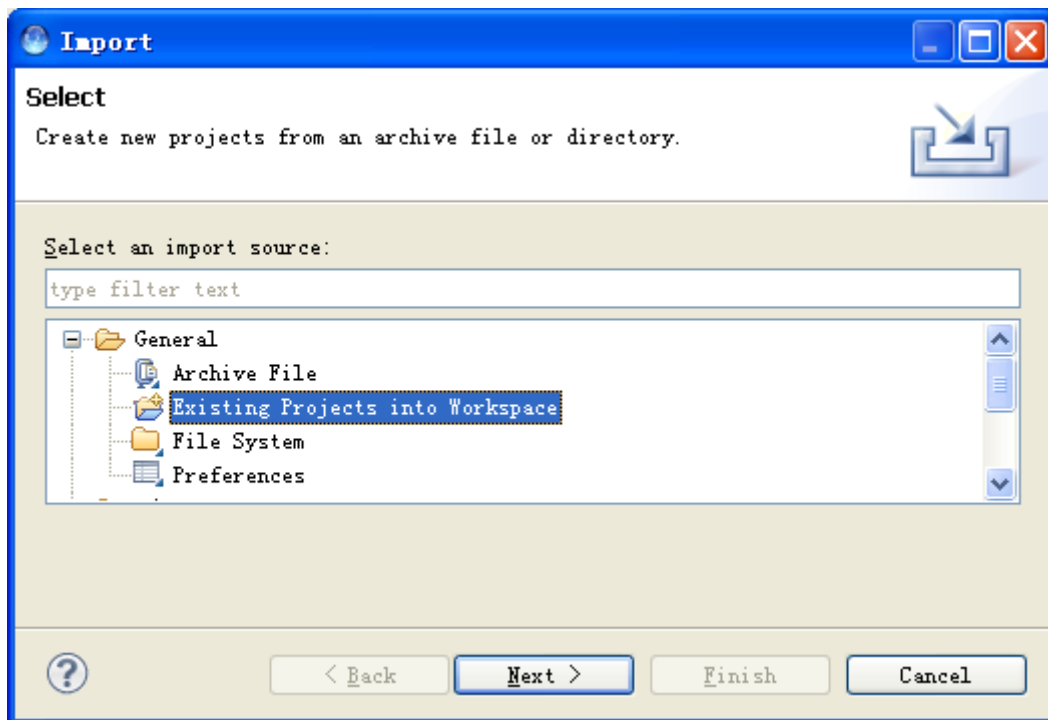 Import
Select
Create new projects from an archive file or directory.
Select an import source:
type filter text
General
Archive File
Existing Projects into Workspace
File System
Preferences
?
< Back
Next >
Finish
Cancel